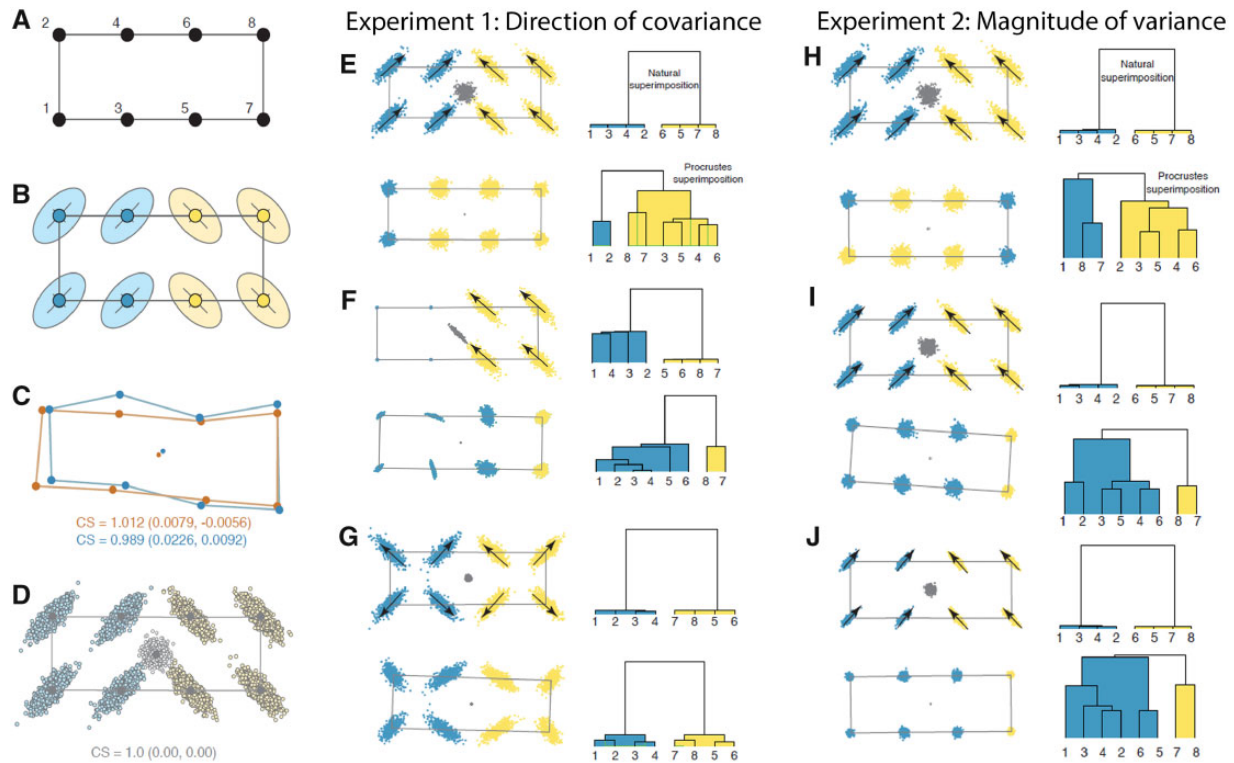 Experiment 1: Direction of covariance
Experiment 2: Magnitude of variance
A
2 4 6 8
1 3 5 7
B
C
CS = 1.012 (0.0079, -0.0056)
CS = 0.989 (0.0226, 0.0092)
D
CS = 1.0 (0.00, 0.00)
E
Natural
superimposition
1 3 4 2 6 5 7 8
Procrustes
superimposition
1 2 8 7 3 5 4 6
F
1 4 3 2 5 6 8 7
1 2 3 4 5 6 8 7
G
1 2 3 4 7 8 5 6
1 2 3 4 7 8 5 6
H
Natural
superimposition
1 3 4 2 6 5 7 8
Procrustes
superimposition
1 8 7 2 3 5 4 6
I
1 3 4 2 6 5 7 8
1 2 3 5 4 6 8 7
J
1 3 4 2 6 5 7 8
1 3 4 2 6 5 7 8